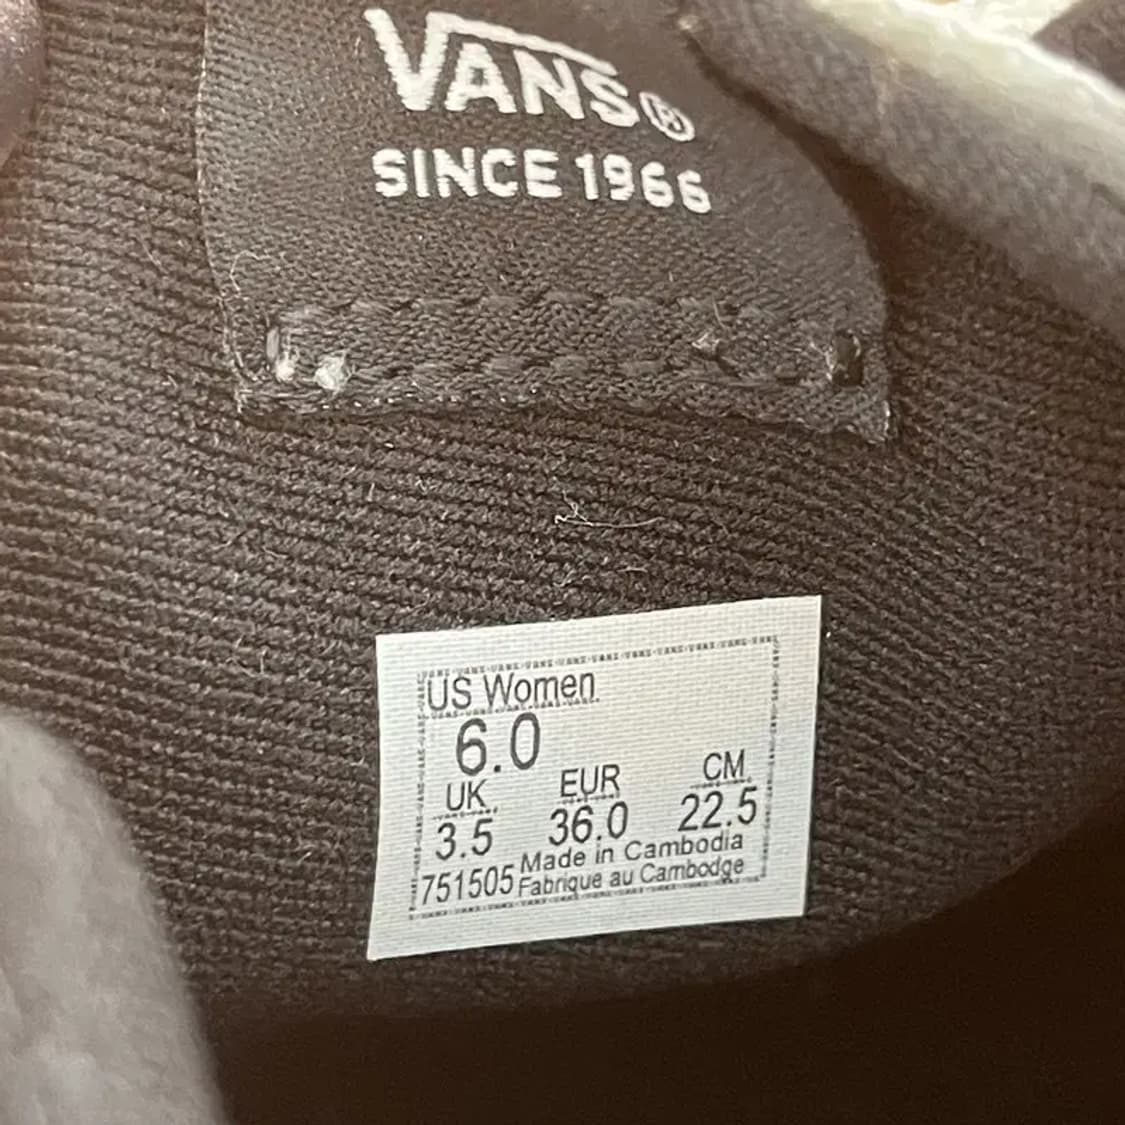 VANS®
SINCE 1966
US Women
6.0
UK EUR CM
3.5 36.0 22.5
Made in Cambodia
751505 Fabriqué au Cambodge